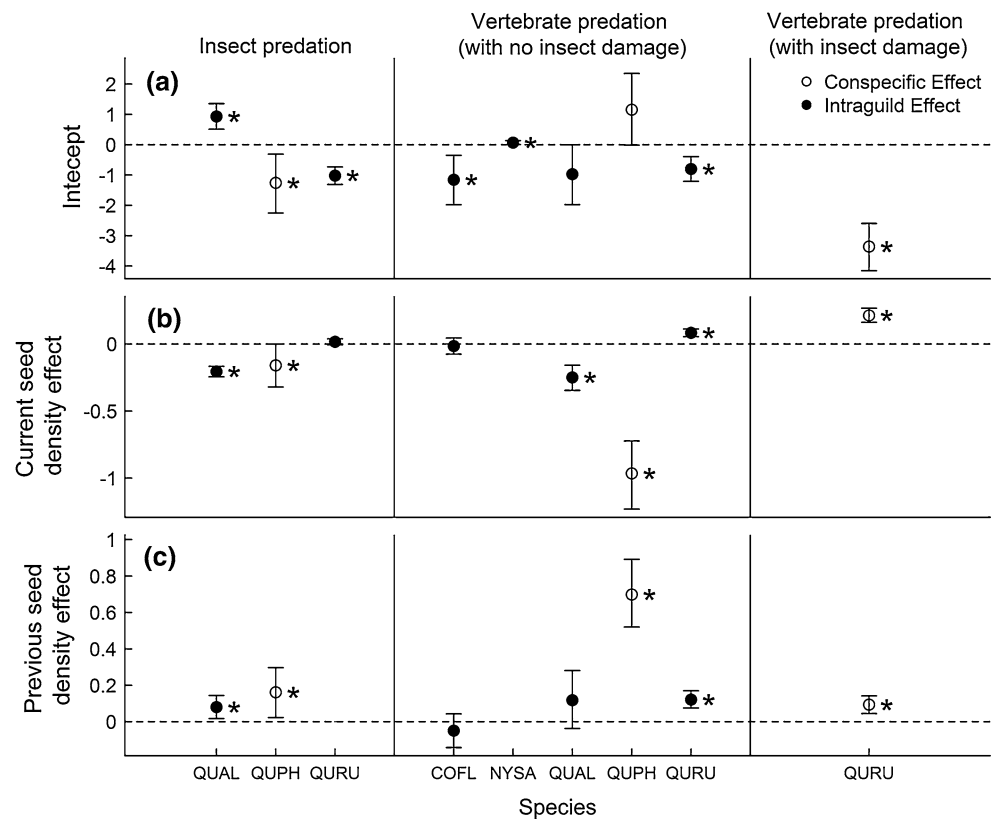 Insect predation
Vertebrate predation
(with no insect damage)
Vertebrate predation
(with insect damage)
(a)
Conspecific Effect
Intraguild Effect
Intecept
2
1
0
-1
-2
-3
-4
*
*
*
*
*
*
*
(b)
Current seed
density effect
0
-0.5
-1
*
*
*
*
*
*
(c)
Previous seed
density effect
1
0.8
0.6
0.4
0.2
0
*
*
*
*
*
QUAL QUPH QURU COFL NYSA QUAL QUPH QURU QURU
Species